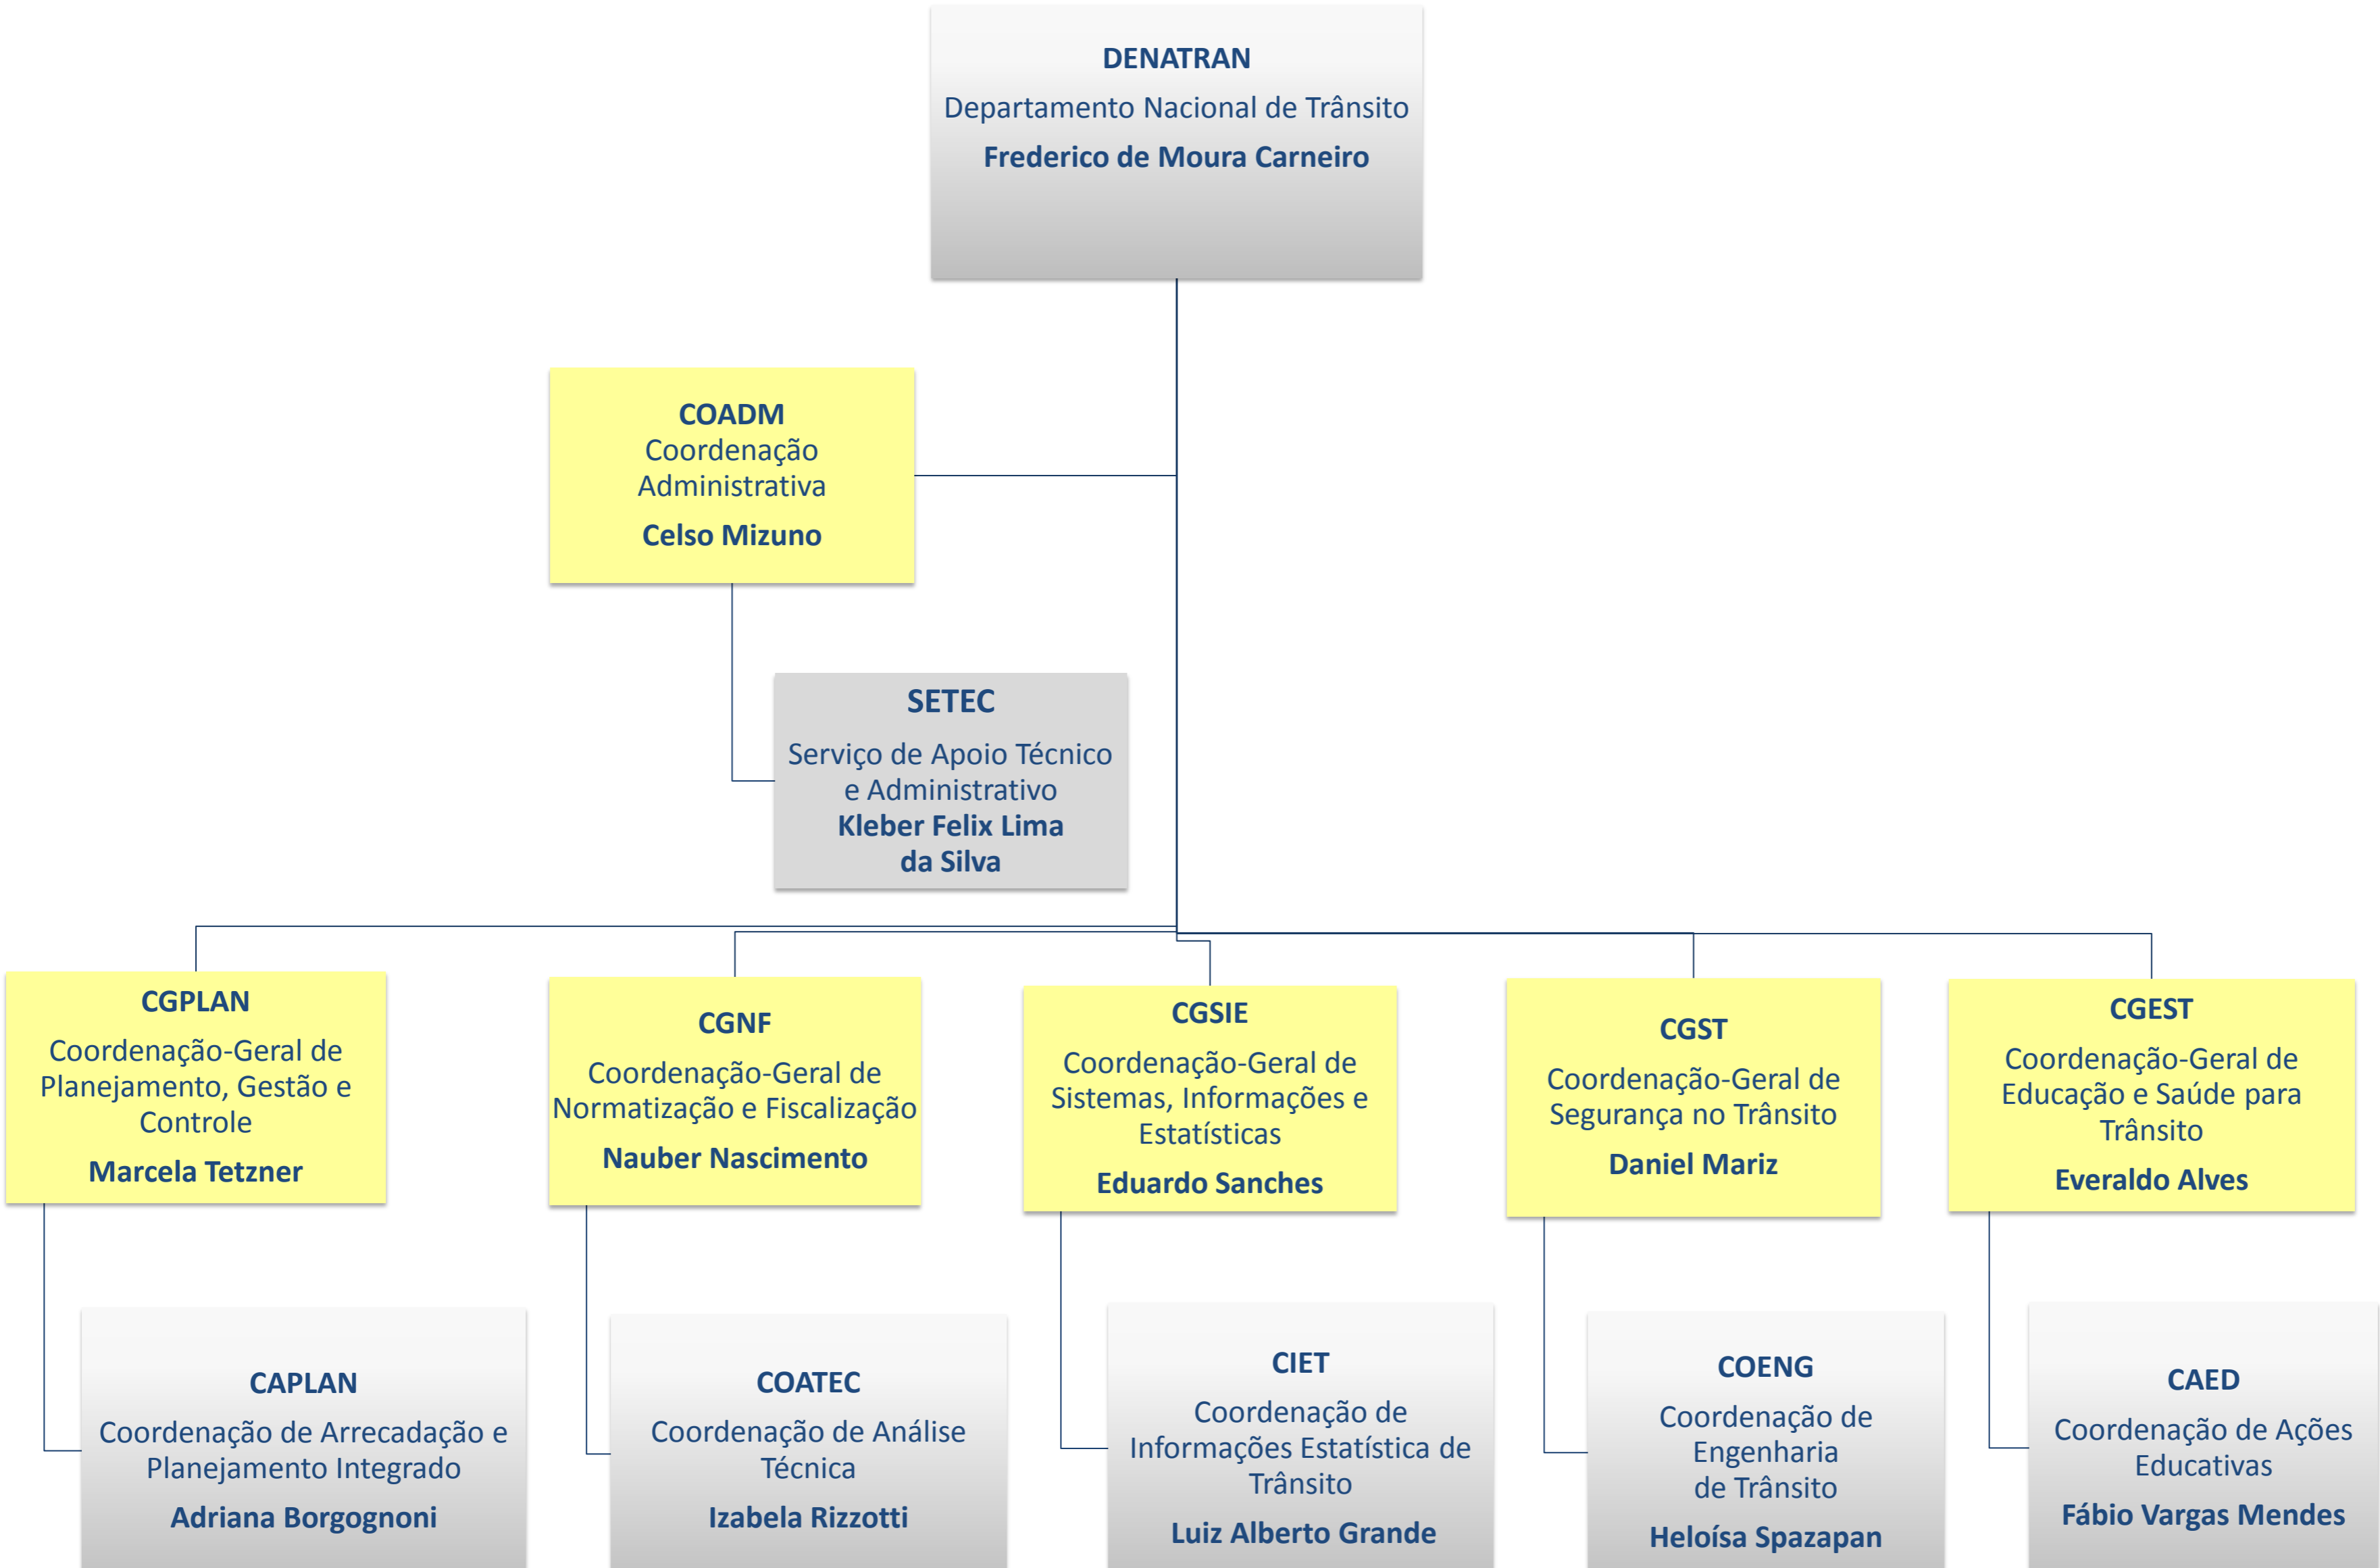 DENATRAN
Departamento Nacional de Trânsito
Frederico de Moura Carneiro
COADM
Coordenação
Administrativa
Celso Mizuno
SETEC
Serviço de Apoio Técnico
e Administrativo
Kleber Felix Lima
da Silva
CGPLAN
Coordenação-Geral de
Planejamento, Gestão e
Controle
Marcela Tetzner
CGNF
Coordenação-Geral de
Normatização e Fiscalização
Nauber Nascimento
CGSIE
Coordenação-Geral de
Sistemas, Informações e
Estatísticas
Eduardo Sanches
CGST
Coordenação-Geral de
Segurança no Trânsito
Daniel Mariz
CGEST
Coordenação-Geral de
Educação e Saúde para
Trânsito
Everaldo Alves
CAPLAN
Coordenação de Arrecadação e
Planejamento Integrado
Adriana Borgognoni
COATEC
Coordenação de Análise
Técnica
Izabela Rizzotti
CIET
Coordenação de
Informações Estatística de
Trânsito
Luiz Alberto Grande
COENG
Coordenação de
Engenharia
de Trânsito
Heloísa Spazapan
CAED
Coordenação de Ações
Educativas
Fábio Vargas Mendes